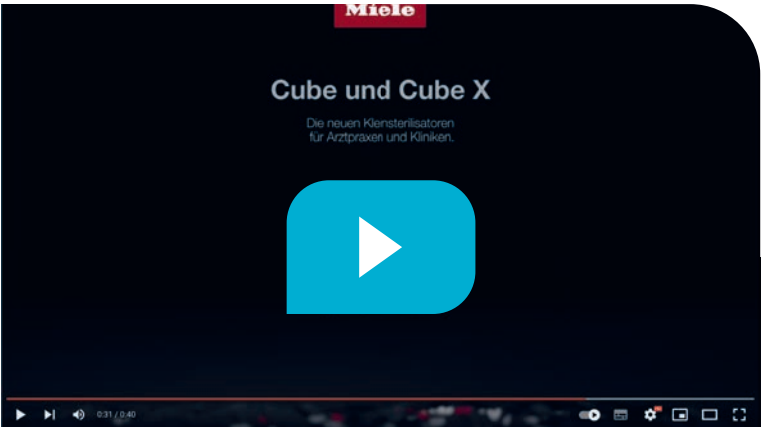 Miele
Cube und Cube X
Die neuen Klensterilisatoren
für Arztpraxen und Kliniken.
0:31 / 0:40